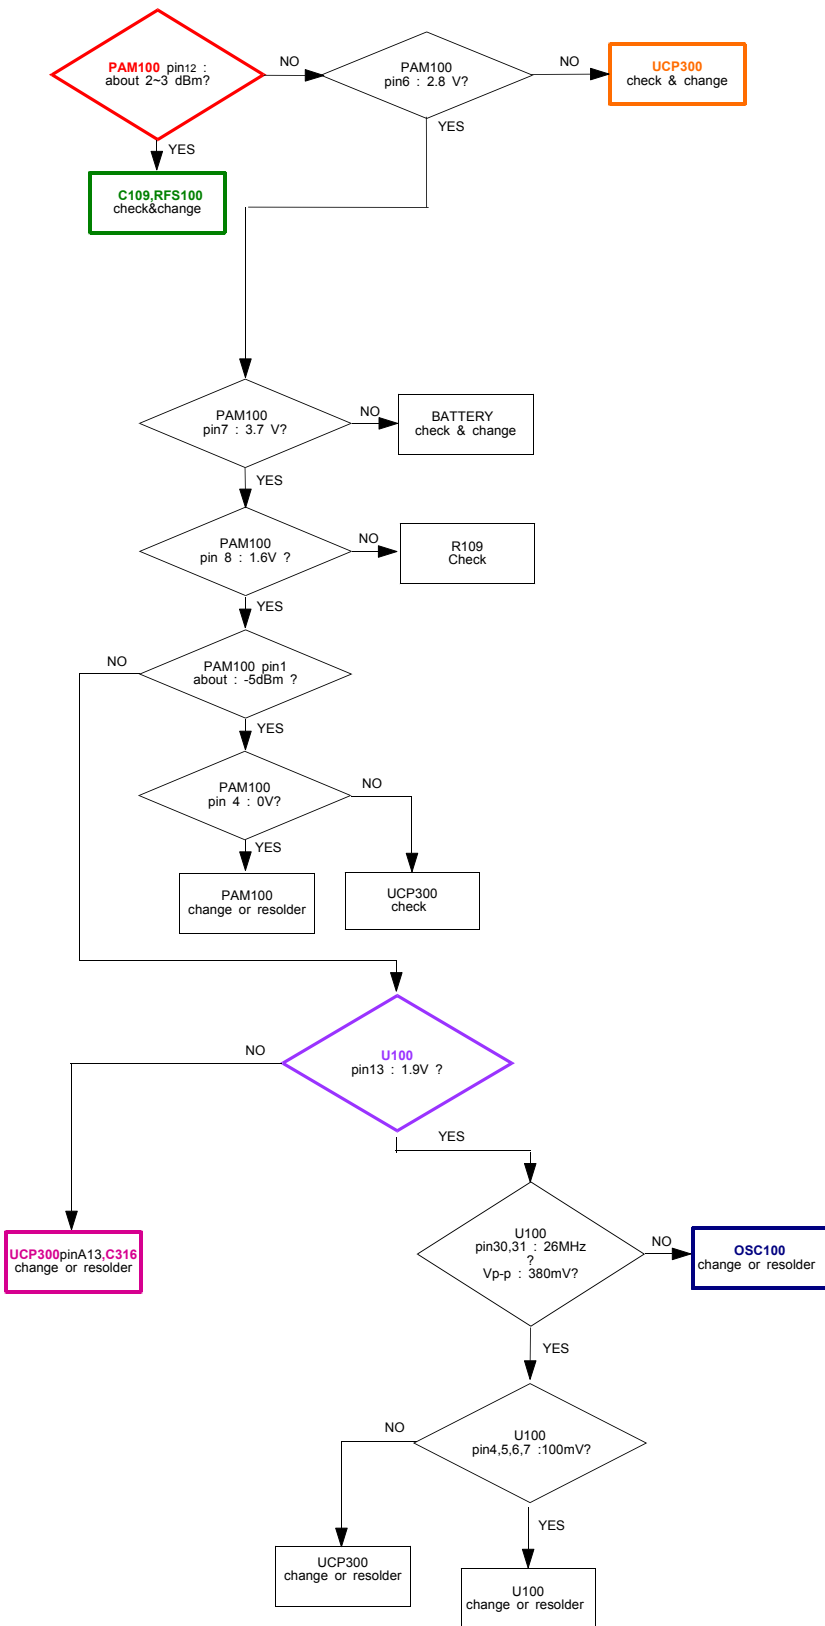 PAM100 pin12 :
about 2~3 dBm?
NO
PAM100
pin6 : 2.8 V?
NO
UCP300
check & change
YES
YES
C109,RFS100
check&change
PAM100
pin7 : 3.7 V?
NO
BATTERY
check & change
YES
PAM100
pin 8 : 1.6V ?
NO
R109
Check
YES
NO
PAM100 pin1
about : -5dBm ?
YES
PAM100
pin 4 : 0V?
NO
YES
PAM100
change or resolder
UCP300
check
NO
U100
pin13 : 1.9V ?
YES
UCP300pinA13,C316
change or resolder
U100
pin30,31 : 26MHz
?
Vp-p : 380mV?
NO
OSC100
change or resolder
YES
NO
U100
pin4,5,6,7 :100mV?
YES
UCP300
change or resolder
U100
change or resolder